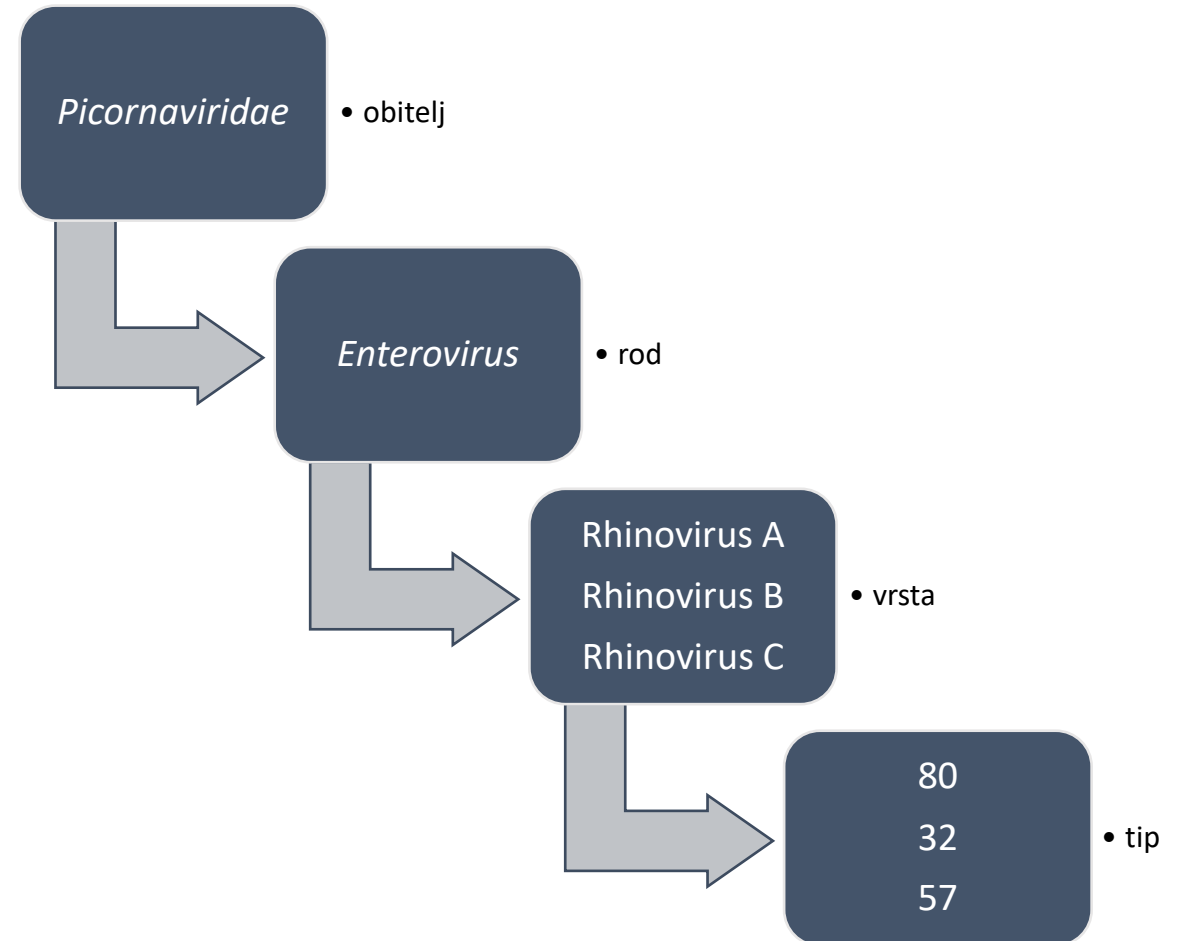 Picornaviridae
• obitelj
Enterovirus
• rod
Rhinovirus A
Rhinovirus B
Rhinovirus C
• vrsta
80
32
57
• tip